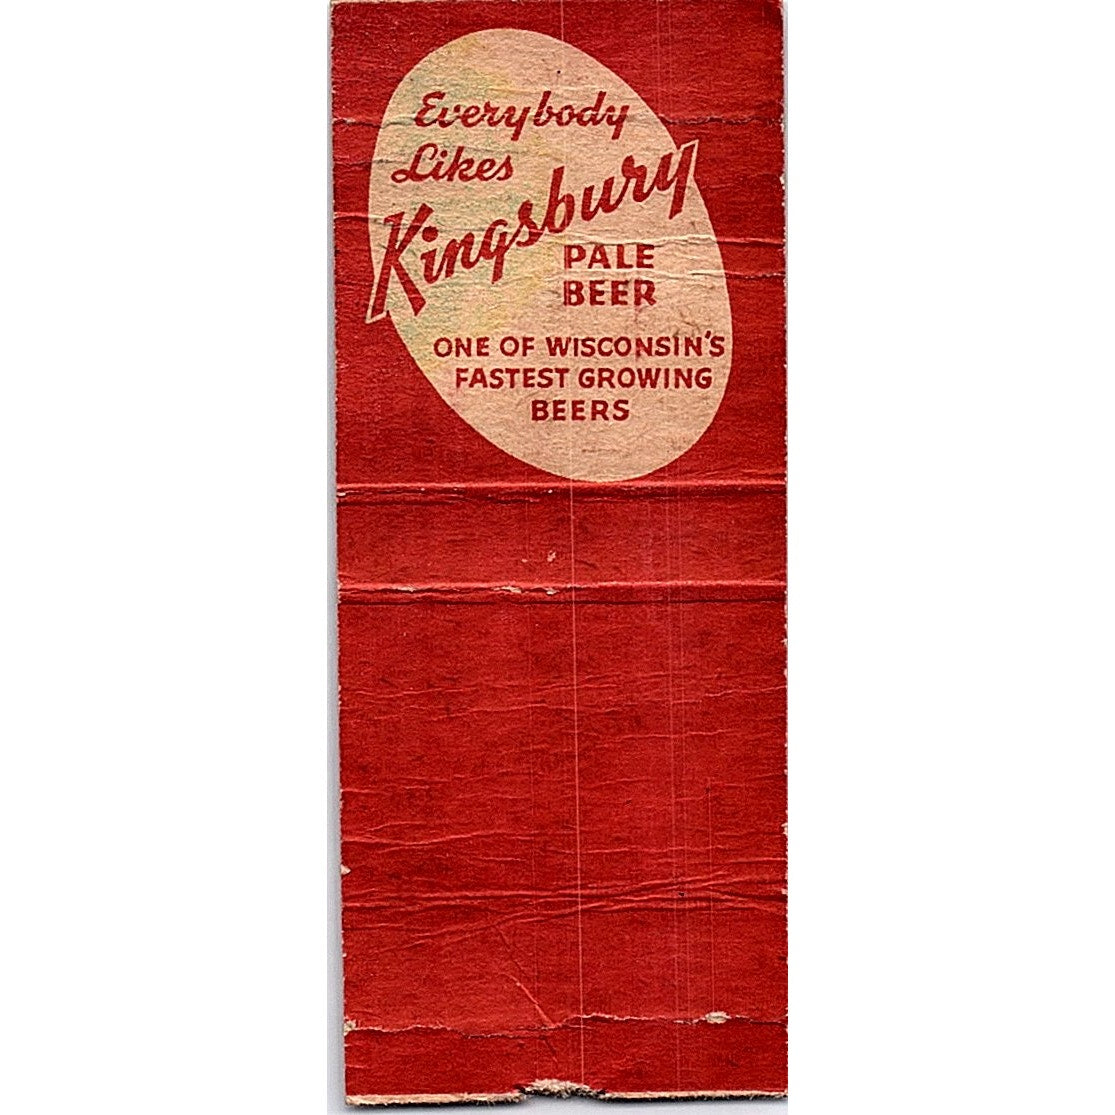 Everybody
Likes
Kingsbury
PALE
BEER
ONE OF WISCONSIN'S
FASTEST GROWING
BEERS